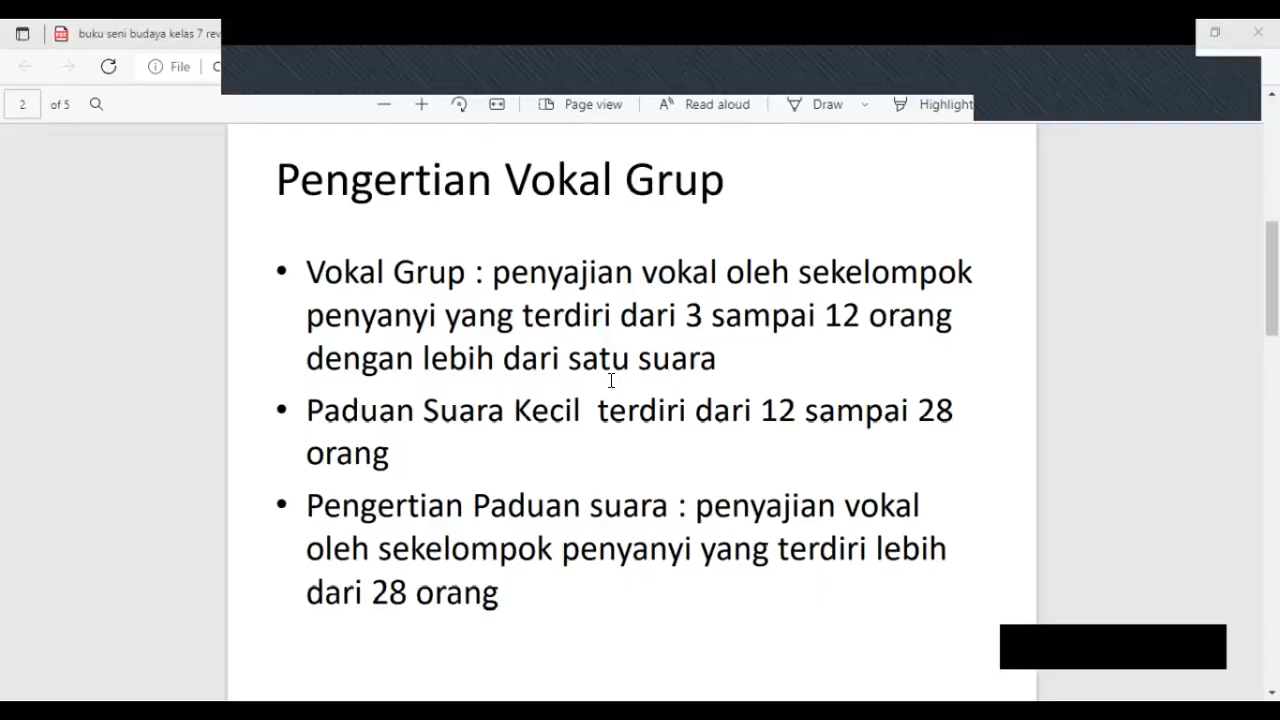 buku seni budaya kelas 7 rev
File
2 of 5 Page view Read aloud Draw Highlight
Pengertian Vokal Grup
• Vokal Grup : penyajian vokal oleh sekelompok
penyanyi yang terdiri dari 3 sampai 12 orang
dengan lebih dari satu suara
• Paduan Suara Kecil terdiri dari 12 sampai 28
orang
• Pengertian Paduan suara : penyajian vokal
oleh sekelompok penyanyi yang terdiri lebih
dari 28 orang